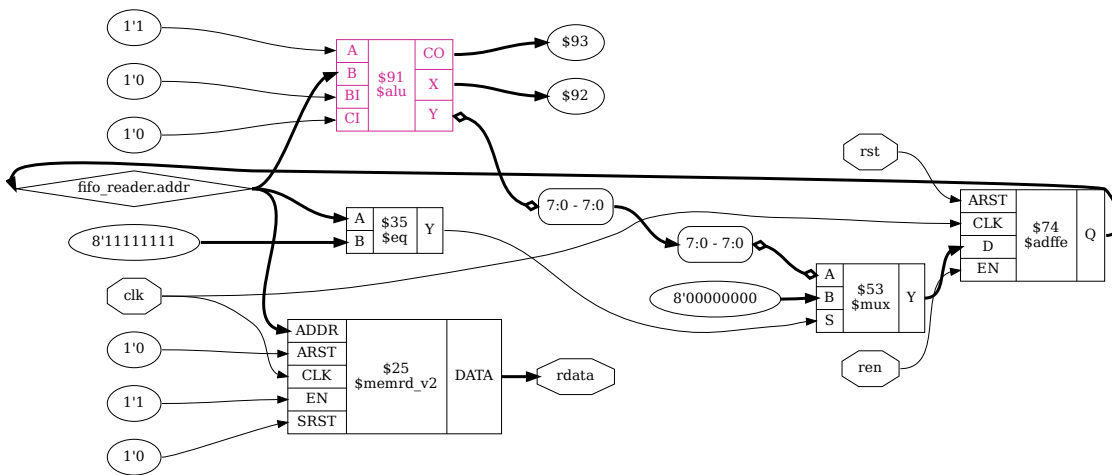 1'1
1'0
1'0
A
B
BI
CI
$91
$alu
CO
X
Y
$93
$92
fifo_reader.addr
8'11111111
A
B
$35
$eq
Y
7:0 - 7:0
7:0 - 7:0
clk
1'0
1'1
1'0
ADDR
ARST
CLK
EN
SRST
$25
$memrd_v2
DATA
rdata
8'00000000
A
B
S
$53
$mux
Y
rst
ren
ARST
CLK
D
EN
$74
$adffe
Q